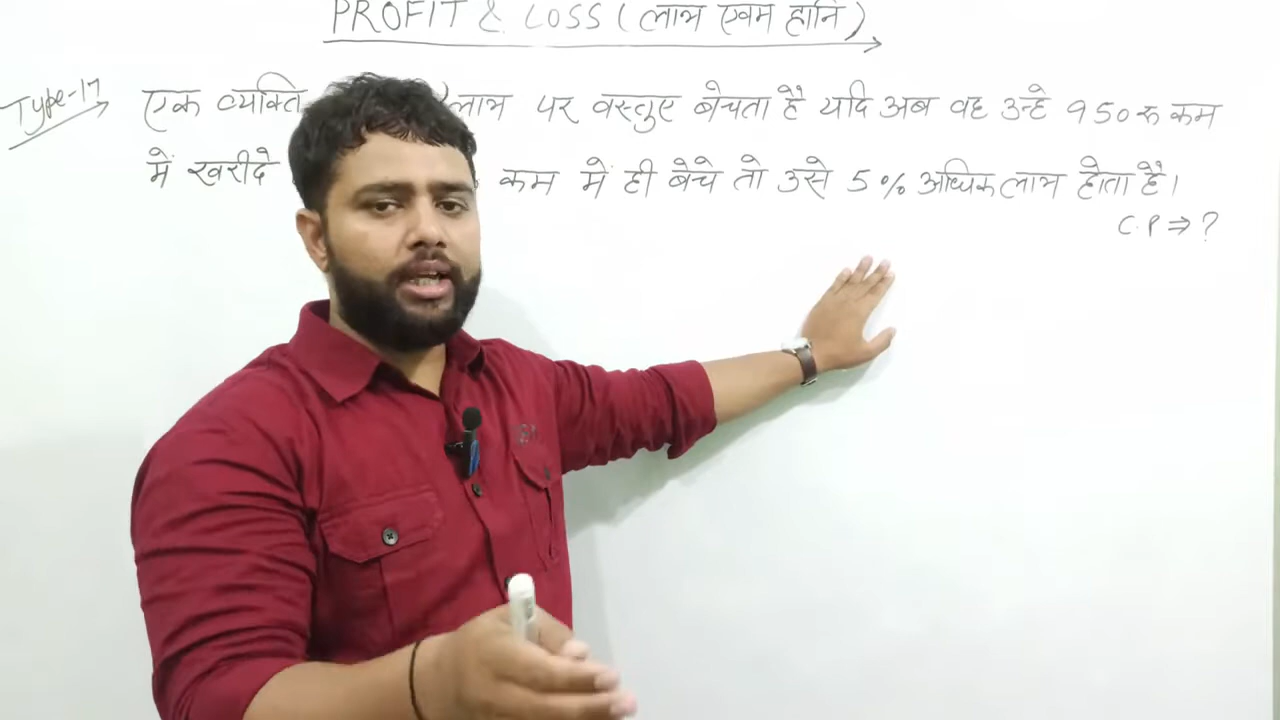 PROFIT & LOSS ( लाभ एवम हानि )
Type-17 एक व्यक्ति लाभ पर वस्तुए बेचता है यदि अब वह उन्हे 950 रु कम
में खरीदे कम में ही बेचे तो उसे 5% अधिक लाभ होता है।
C.P ⇒ ?